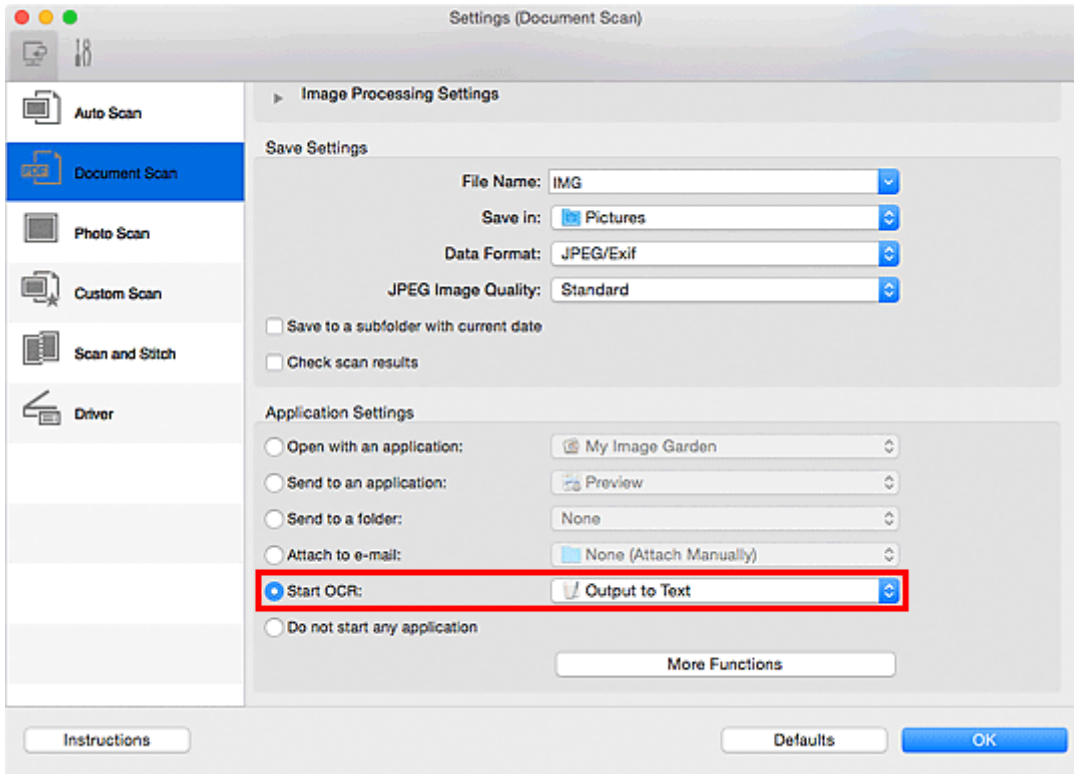 Settings (Document Scan)
Auto Scan
PDF
Document Scan
Photo Scan
Custom Scan
Scan and Stitch
Driver
Image Processing Settings
Save Settings
File Name: IMG
Save in: Pictures
Data Format: JPEG/Exif
JPEG Image Quality: Standard
Save to a subfolder with current date
Check scan results
Application Settings
Open with an application: My Image Garden
Send to an application: Preview
Send to a folder: None
Attach to e-mail: None (Attach Manually)
Start OCR: Output to Text
Do not start any application
More Functions
Instructions Defaults OK